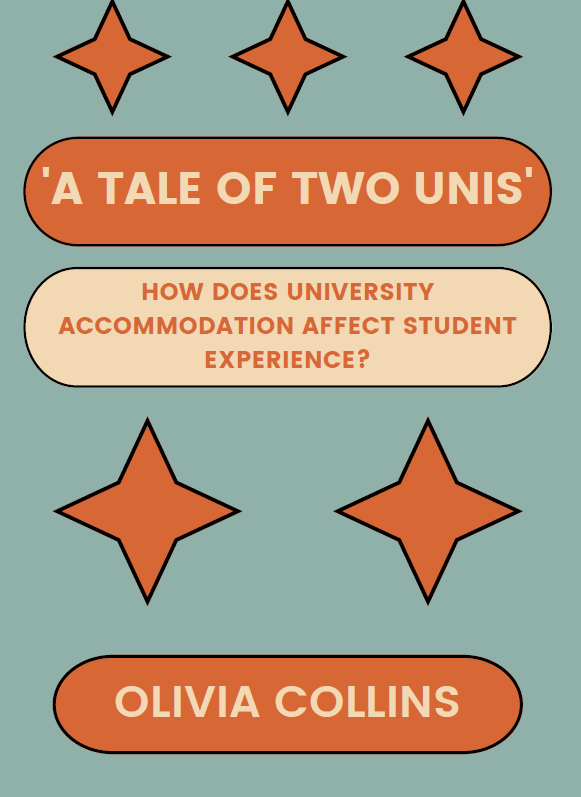 'A TALE OF TWO UNIS'
HOW DOES UNIVERSITY
ACCOMMODATION AFFECT STUDENT
EXPERIENCE?
OLIVIA COLLINS